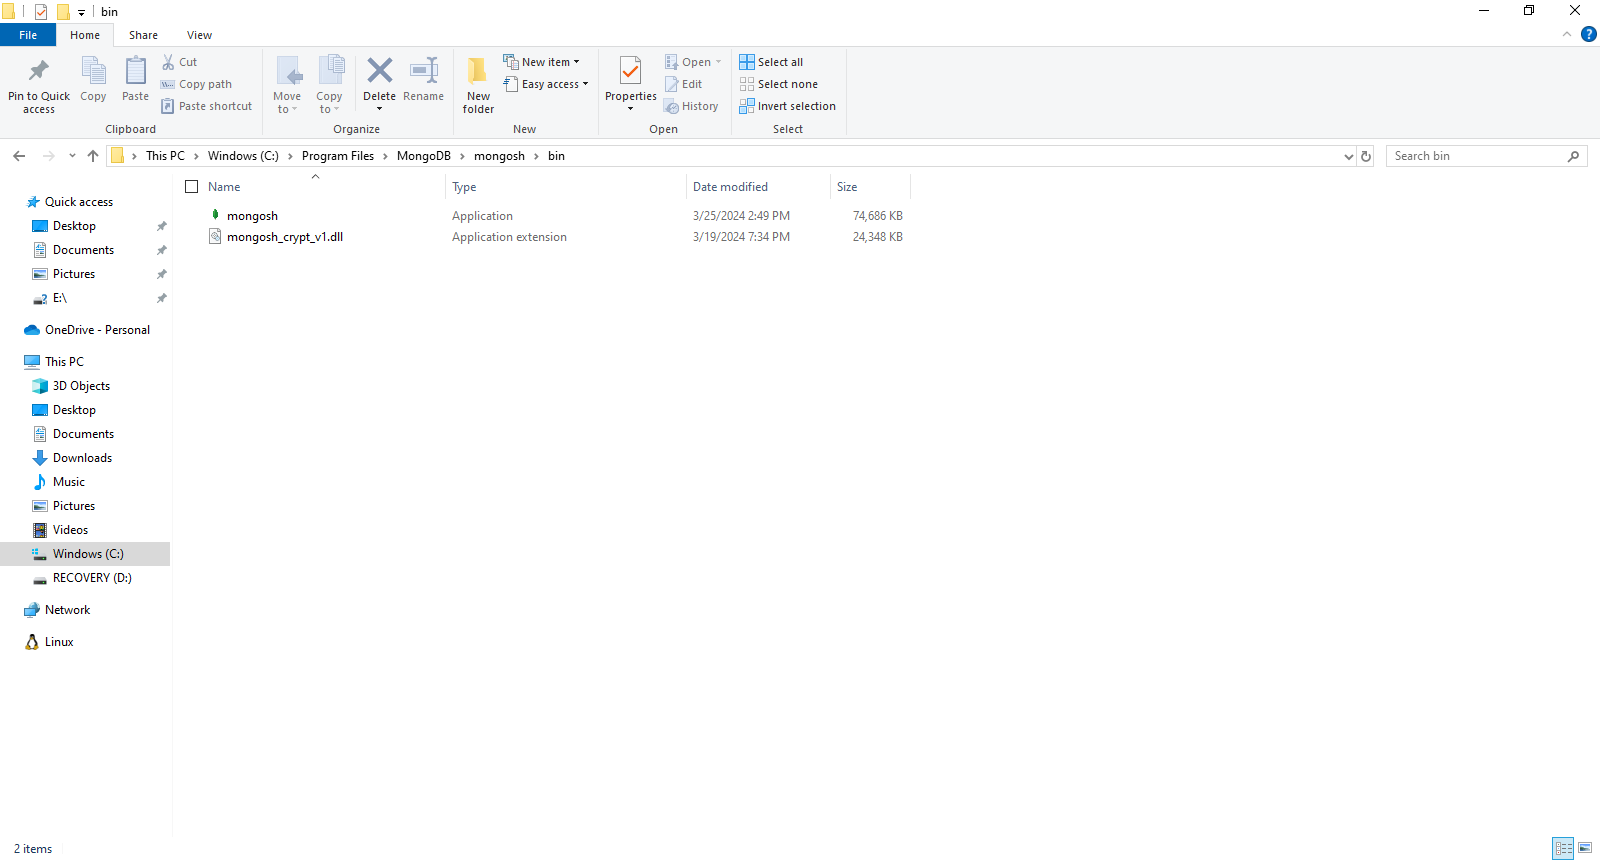 bin
File Home Share View
Pin to Quick access
Copy
Paste
Cut
Copy path
Paste shortcut
Clipboard
Move to
Copy to
Delete
Rename
Organize
New folder
New item
Easy access
New
Properties
Open
Edit
History
Open
Select all
Select none
Invert selection
Select
This PC > Windows (C:) > Program Files > MongoDB > mongosh > bin
Search bin
Name Type Date modified Size
mongosh Application 3/25/2024 2:49 PM 74,686 KB
mongosh_crypt_v1.dll Application extension 3/19/2024 7:34 PM 24,348 KB
Quick access
Desktop
Documents
Pictures
E:\
OneDrive - Personal
This PC
3D Objects
Desktop
Documents
Downloads
Music
Pictures
Videos
Windows (C:)
RECOVERY (D:)
Network
Linux
2 items